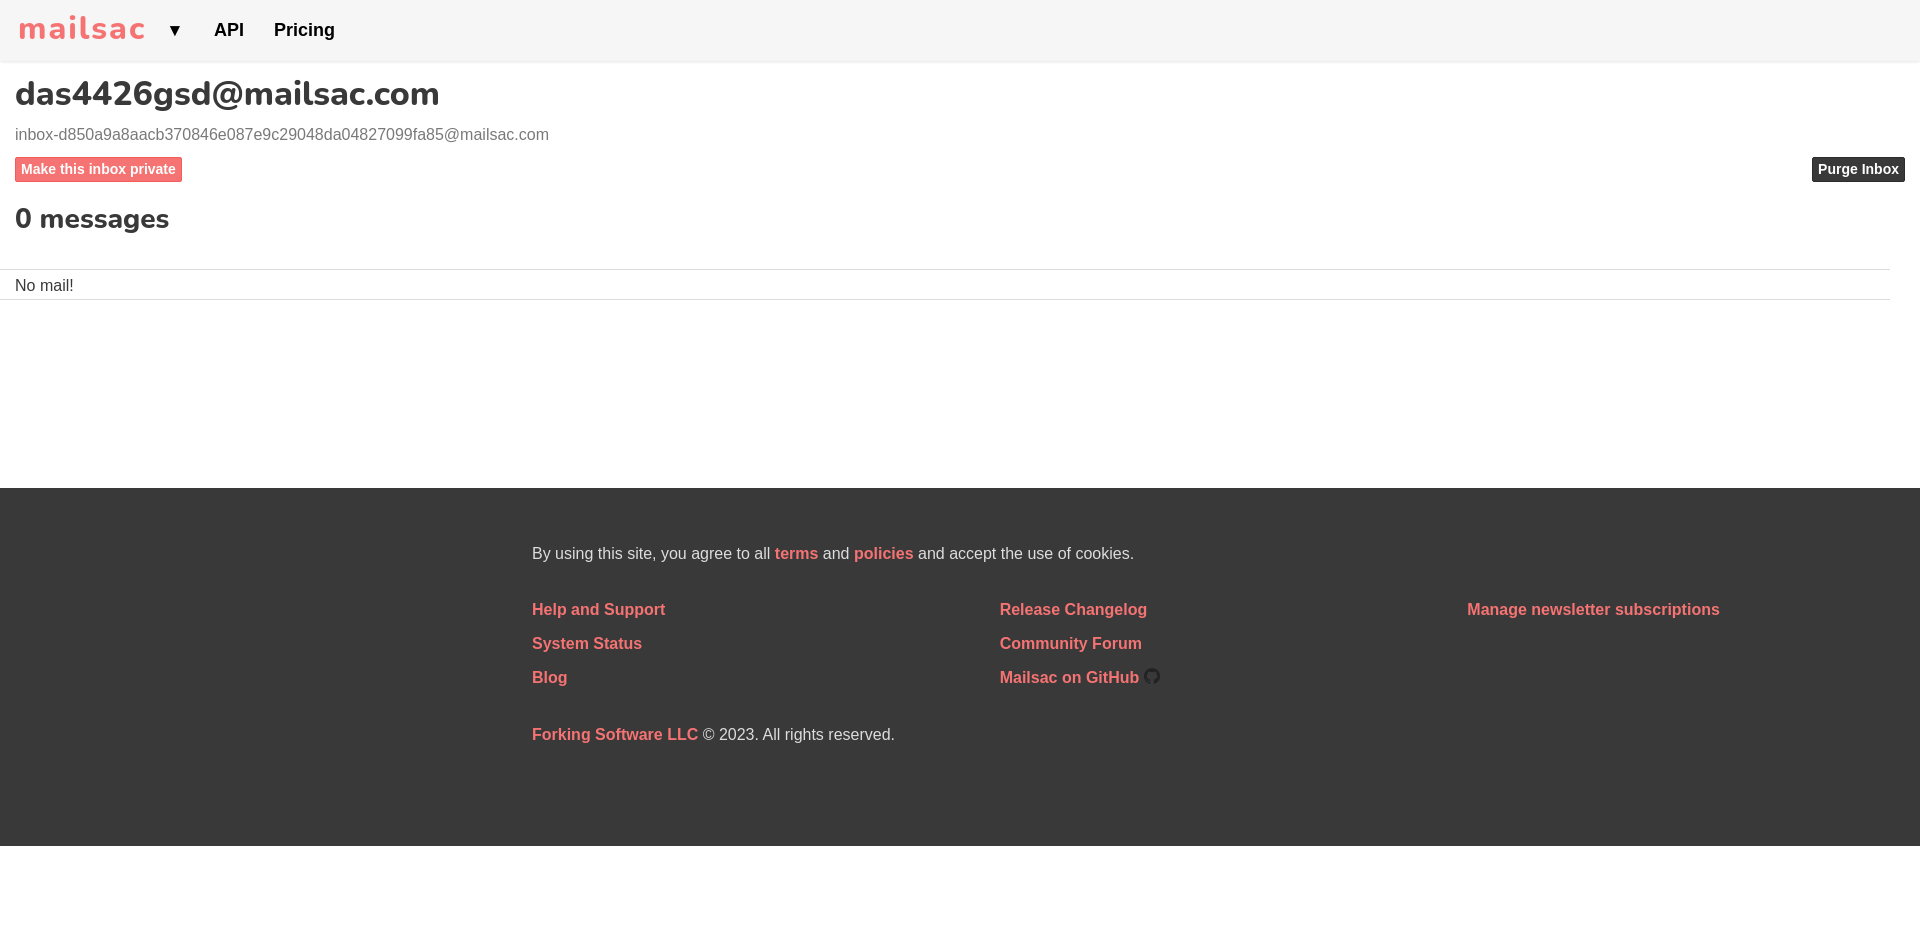 mailsac ▼ API Pricing
das4426gsd@mailsac.com
inbox-d850a9a8aacb370846e087e9c29048da04827099fa85@mailsac.com
Make this inbox private Purge Inbox
0 messages
No mail!
By using this site, you agree to all terms and policies and accept the use of cookies.
Help and Support Release Changelog Manage newsletter subscriptions
System Status Community Forum
Blog Mailsac on GitHub
Forking Software LLC © 2023. All rights reserved.